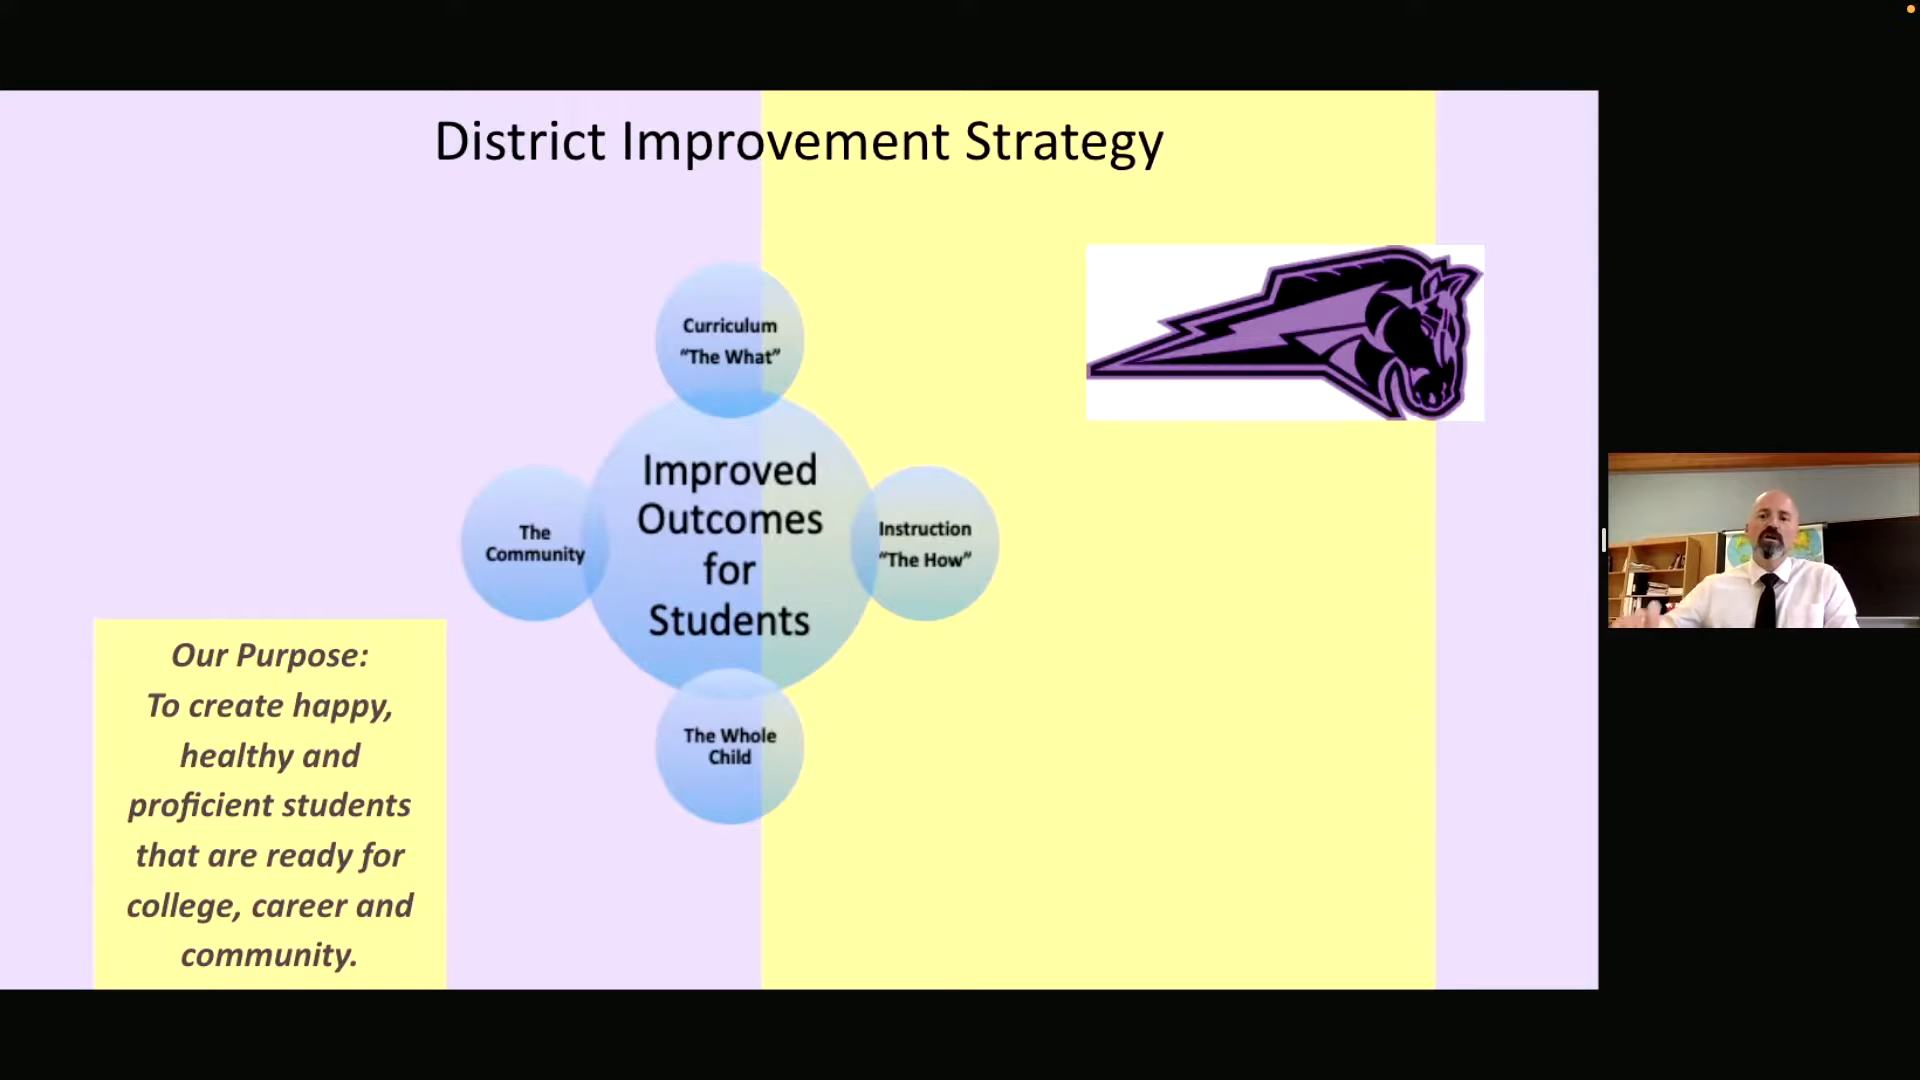 District Improvement Strategy
Curriculum
“The What”
Improved
Outcomes
for
Students
The
Community
Instruction
“The How”
The Whole
Child
Our Purpose:
To create happy,
healthy and
proficient students
that are ready for
college, career and
community.